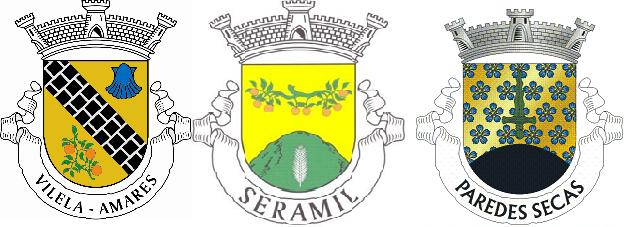 VILELA - AMARES
SERAMIL
PAREDES SECAS